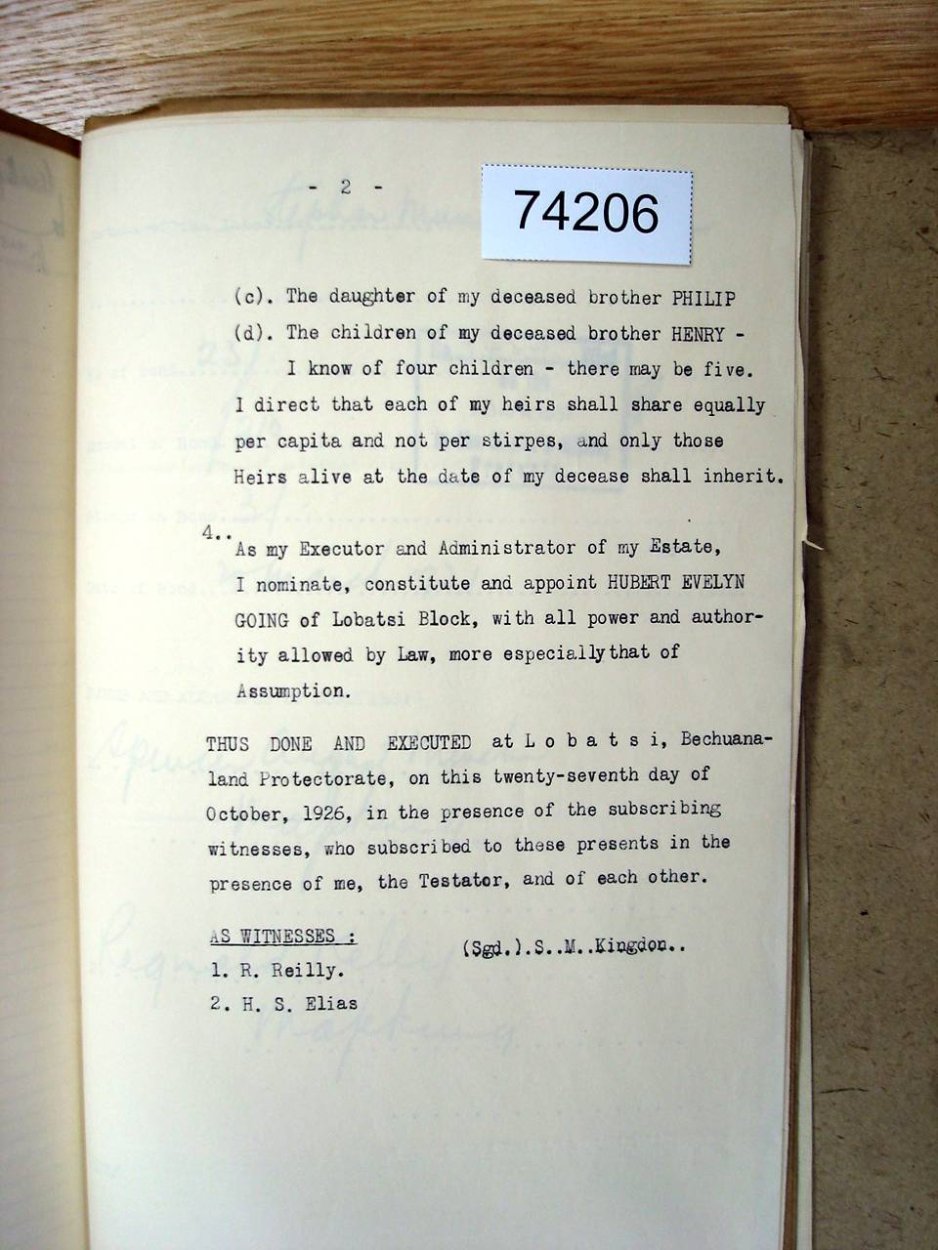 - 2 -
74206
(c). The daughter of my deceased brother PHILIP
(d). The children of my deceased brother HENRY -
I know of four children - there may be five.
I direct that each of my heirs shall share equally
per capita and not per stirpes, and only those
Heirs alive at the date of my decease shall inherit.
4..
As my Executor and Administrator of my Estate,
I nominate, constitute and appoint HUBERT EVELYN
GOING of Lobatsi Block, with all power and author-
ity allowed by Law, more especiallythat of
Assumption.
THUS DONE AND EXECUTED at L o b a t s i, Bechuana-
land Protectorate, on this twenty-seventh day of
October, 1926, in the presence of the subscribing
witnesses, who subscribed to these presents in the
presence of me, the Testator, and of each other.
AS WITNESSES :
(Sgd.).S..M..Kingdon..
1. R. Reilly.
2. H. S. Elias